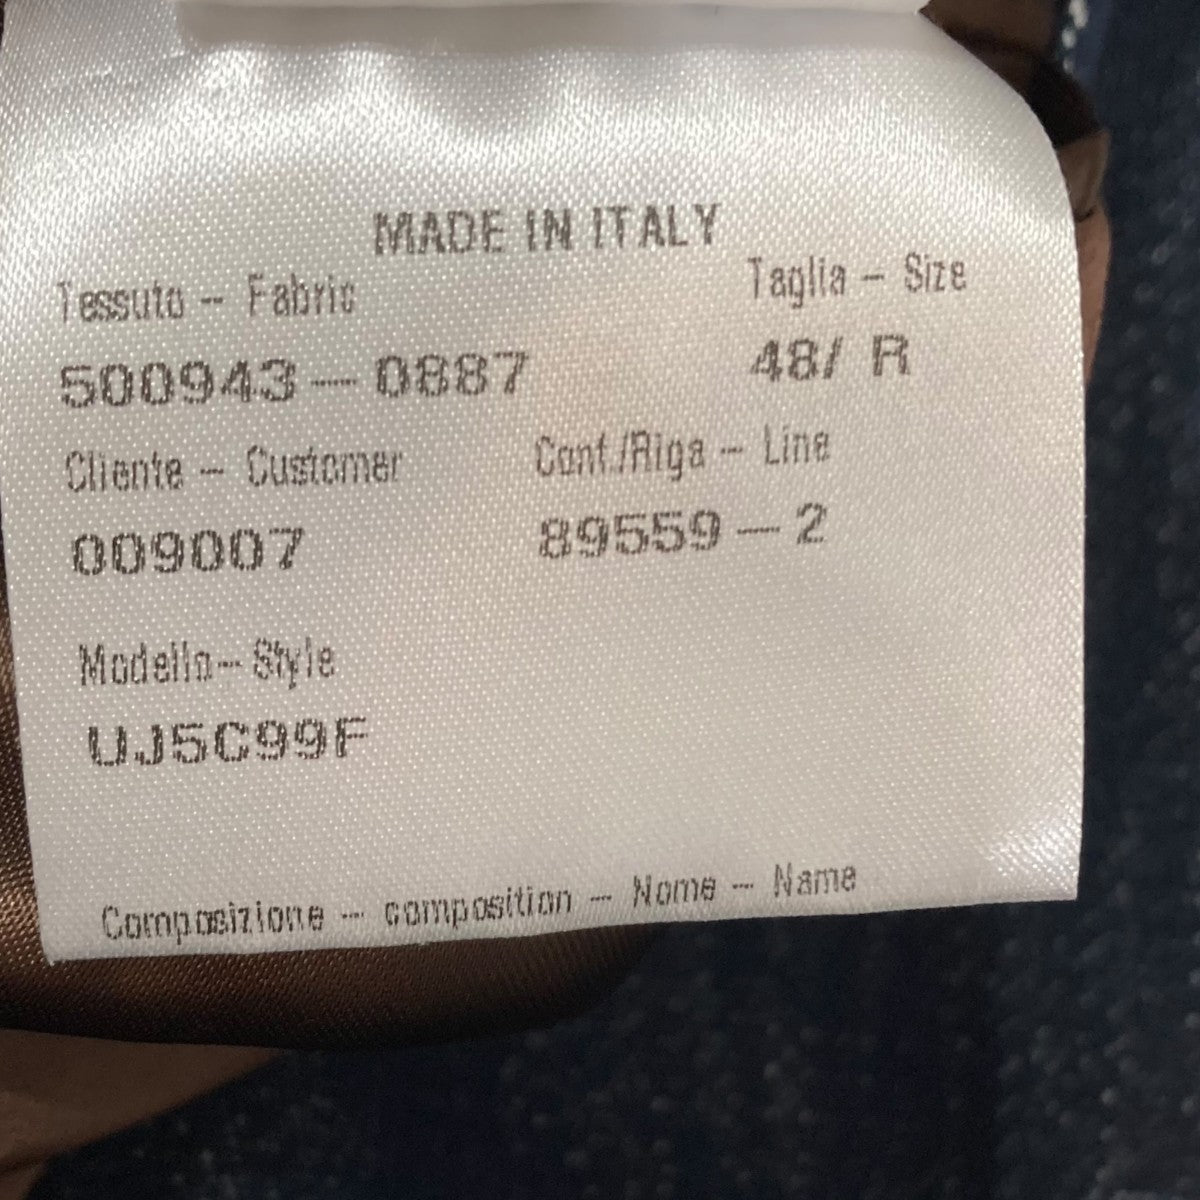 MADE IN ITALY
Tessuto - Fabric Taglia - Size
500943-0887 48/ R
Cliente - Customer Conf./Riga - Line
009007 89559-2
Modello-Style
UJ5C99F
Composizione - composition - Nome - Name